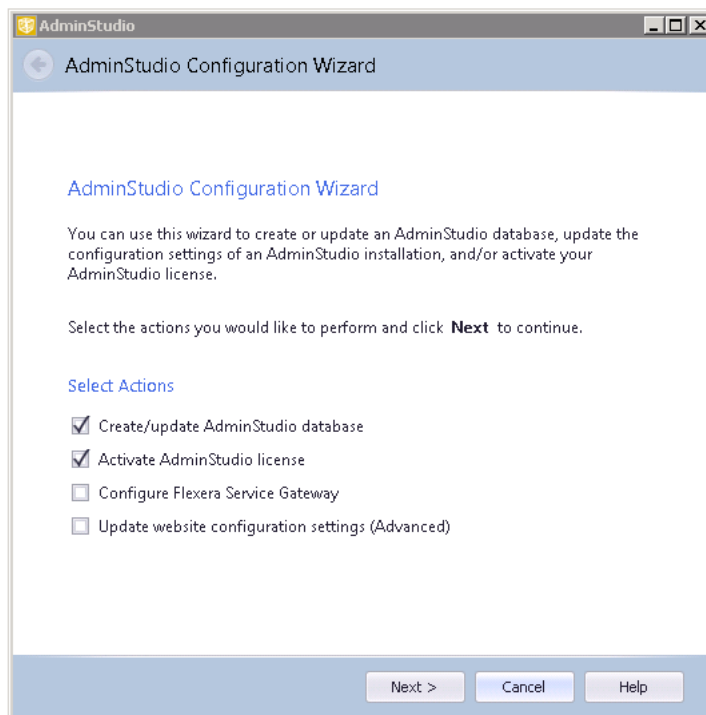 AdminStudio
AdminStudio Configuration Wizard
AdminStudio Configuration Wizard
You can use this wizard to create or update an AdminStudio database, update the
configuration settings of an AdminStudio installation, and/or activate your
AdminStudio license.
Select the actions you would like to perform and click Next to continue.
Select Actions
Create/update AdminStudio database
Activate AdminStudio license
Configure Flexera Service Gateway
Update website configuration settings (Advanced)
Next > Cancel Help